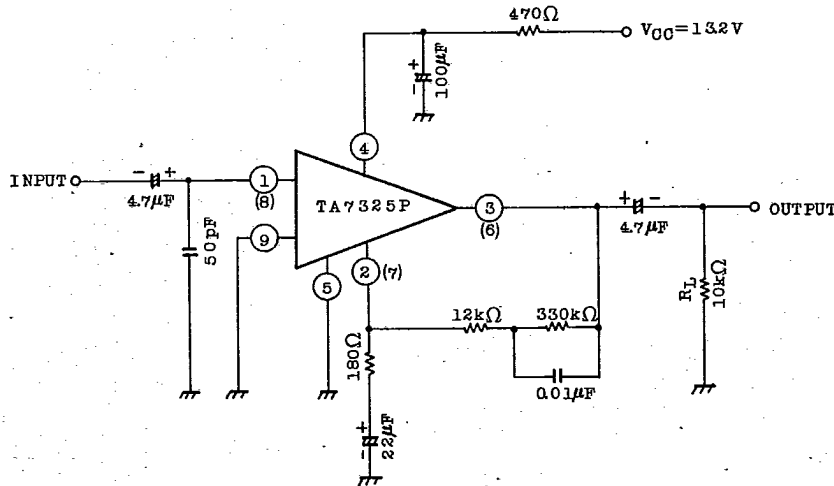 470Ω
VCC=13.2V
+
-
100μF
4
INPUT
- +
4.7μF
1
(8)
TA7325P
3
(6)
+ -
4.7μF
OUTPUT
50pF
9
5
2
(7)
12kΩ
330kΩ
0.01μF
RL
10kΩ
180Ω
+
-
22μF